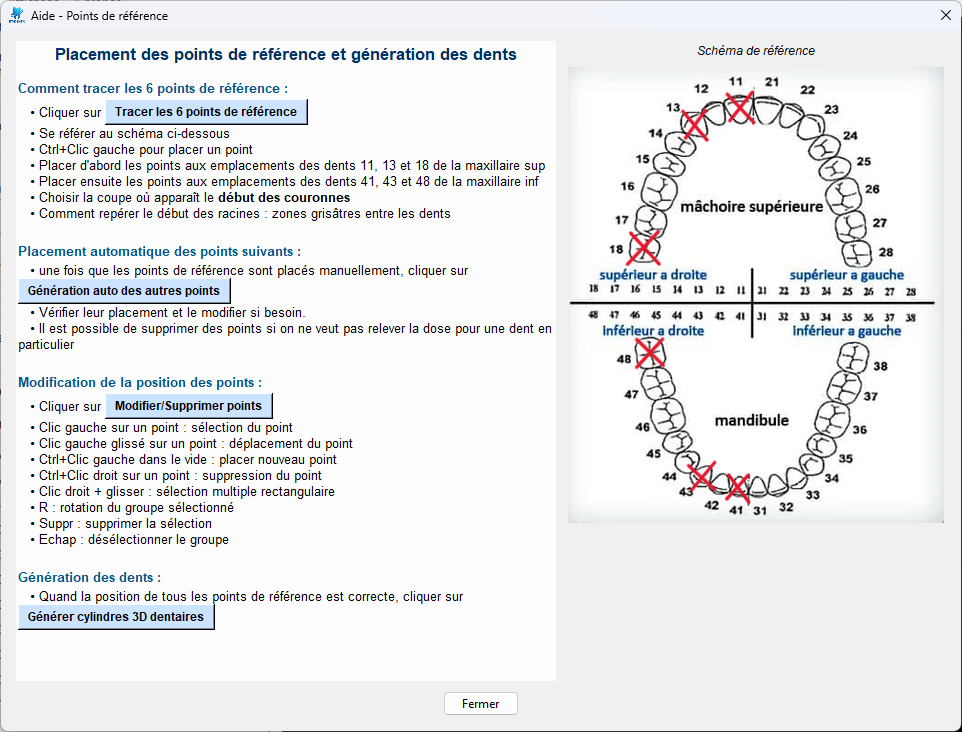 Aide - Points de référence
Placement des points de référence et génération des dents
Comment tracer les 6 points de référence :
• Cliquer sur Tracer les 6 points de référence
• Se référer au schéma ci-dessous
• Ctrl+Clic gauche pour placer un point
• Placer d'abord les points aux emplacements des dents 11, 13 et 18 de la maxillaire sup
• Placer ensuite les points aux emplacements des dents 41, 43 et 48 de la maxillaire inf
• Choisir la coupe où apparaît le début des couronnes
• Comment repérer le début des racines : zones grisâtres entre les dents
Placement automatique des points suivants :
• une fois que les points de référence sont placés manuellement, cliquer sur
Génération auto des autres points
• Vérifier leur placement et le modifier si besoin.
• Il est possible de supprimer des points si on ne veut pas relever la dose pour une dent en
particulier
Modification de la position des points :
• Cliquer sur Modifier/Supprimer points
• Clic gauche sur un point : sélection du point
• Clic gauche glissé sur un point : déplacement du point
• Ctrl+Clic gauche dans le vide : placer nouveau point
• Ctrl+Clic droit sur un point : suppression du point
• Clic droit + glisser : sélection multiple rectangulaire
• R : rotation du groupe sélectionné
• Suppr : supprimer la sélection
• Echap : désélectionner le groupe
Génération des dents :
• Quand la position de tous les points de référence est correcte, cliquer sur
Générer cylindres 3D dentaires
Schéma de référence
11 21
12 22
13 23
14 24
15 25
16 26
mâchoire supérieure
17 27
18 28
supérieur a droite supérieur a gauche
18 17 16 15 14 13 12 11 21 22 23 24 25 26 27 28
48 47 46 45 44 43 42 41 31 32 33 34 35 36 37 38
inférieur a droite inférieur a gauche
48 38
47 37
mandibule
46 36
45 35
44 34
43 33
42 41 31 32
Fermer